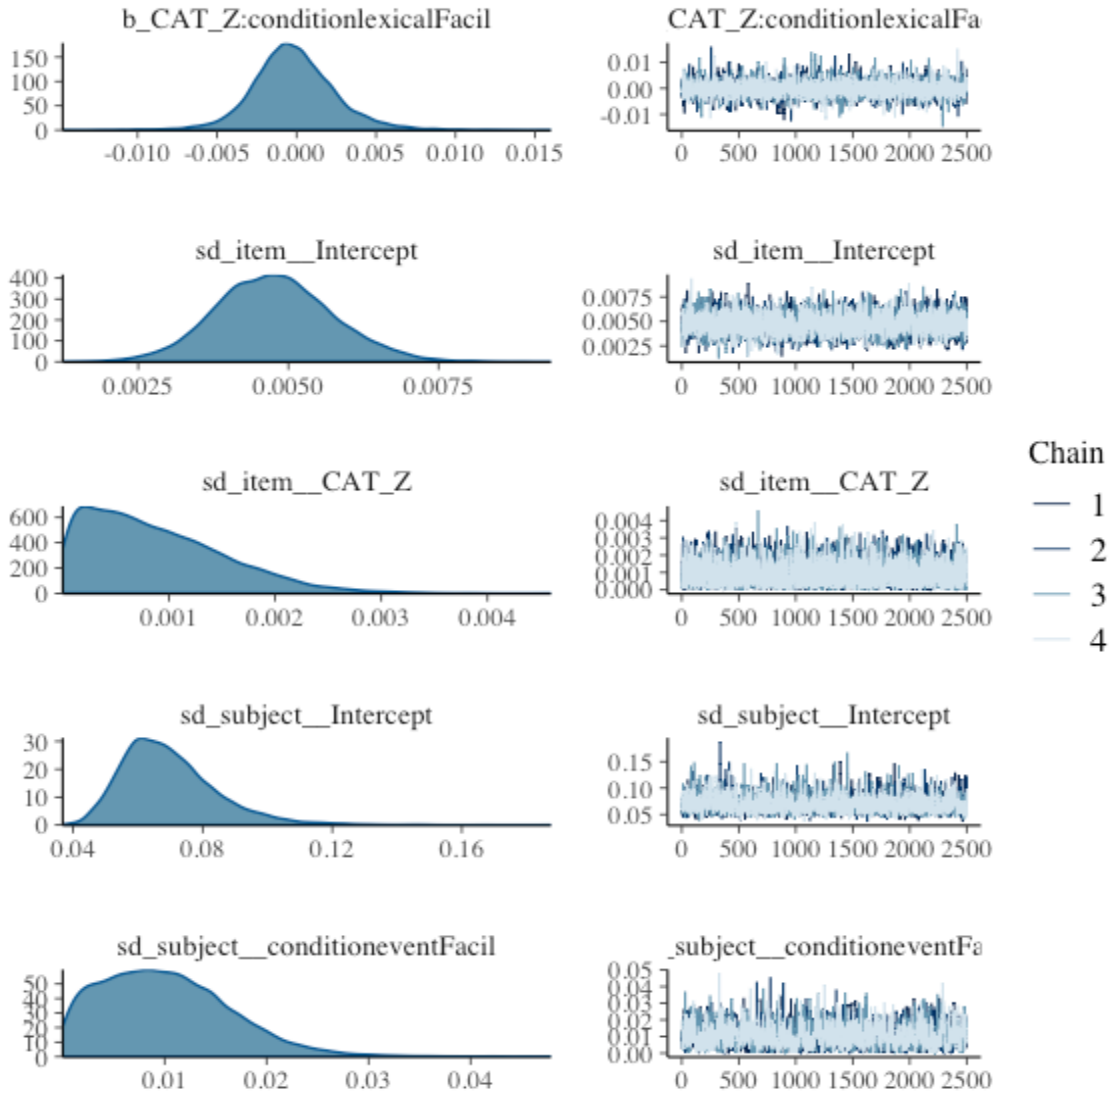 b_CAT_Z:conditionlexicalFacil
CAT_Z:conditionlexicalFa
150
100
50
0
-0.010 -0.005 0.000 0.005 0.010 0.015
0.01
0.00
-0.01
0 500 1000 1500 2000 2500
sd_item__Intercept
sd_item__Intercept
400
300
200
100
0
0.0025 0.0050 0.0075
0.0075
0.0050
0.0025
0 500 1000 1500 2000 2500
sd_item__CAT_Z
sd_item__CAT_Z
600
400
200
0
0.001 0.002 0.003 0.004
0.004
0.003
0.002
0.001
0.000
0 500 1000 1500 2000 2500
Chain
1
2
3
4
sd_subject__Intercept
sd_subject__Intercept
30
20
10
0
0.04 0.08 0.12 0.16
0.15
0.10
0.05
0 500 1000 1500 2000 2500
sd_subject__conditioneventFacil
_subject__conditioneventFa
50
40
30
20
10
0
0.01 0.02 0.03 0.04
0.05
0.04
0.03
0.02
0.01
0.00
0 500 1000 1500 2000 2500